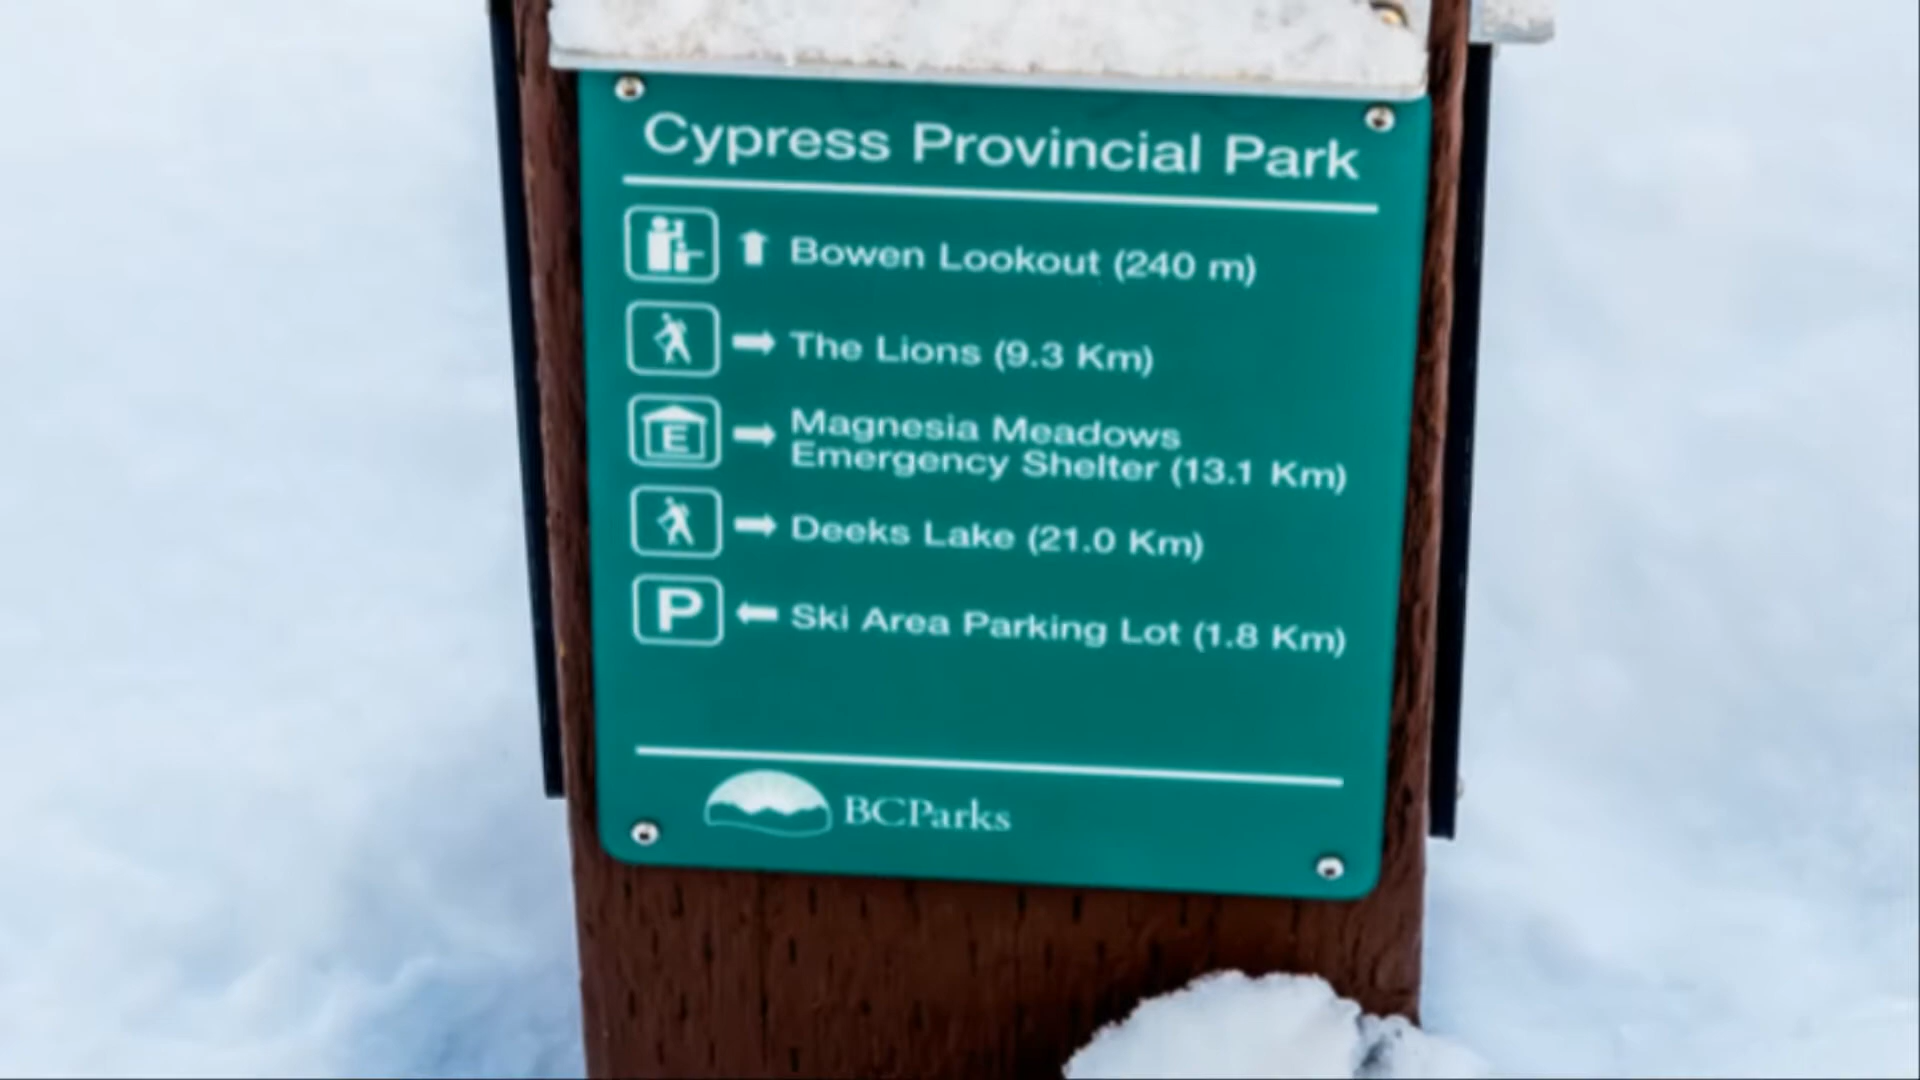 Cypress Provincial Park
Bowen Lookout (240 m)
The Lions (9.3 Km)
E Magnesia Meadows
Emergency Shelter (13.1 Km)
Deeks Lake (21.0 Km)
P Ski Area Parking Lot (1.8 Km)
BCParks